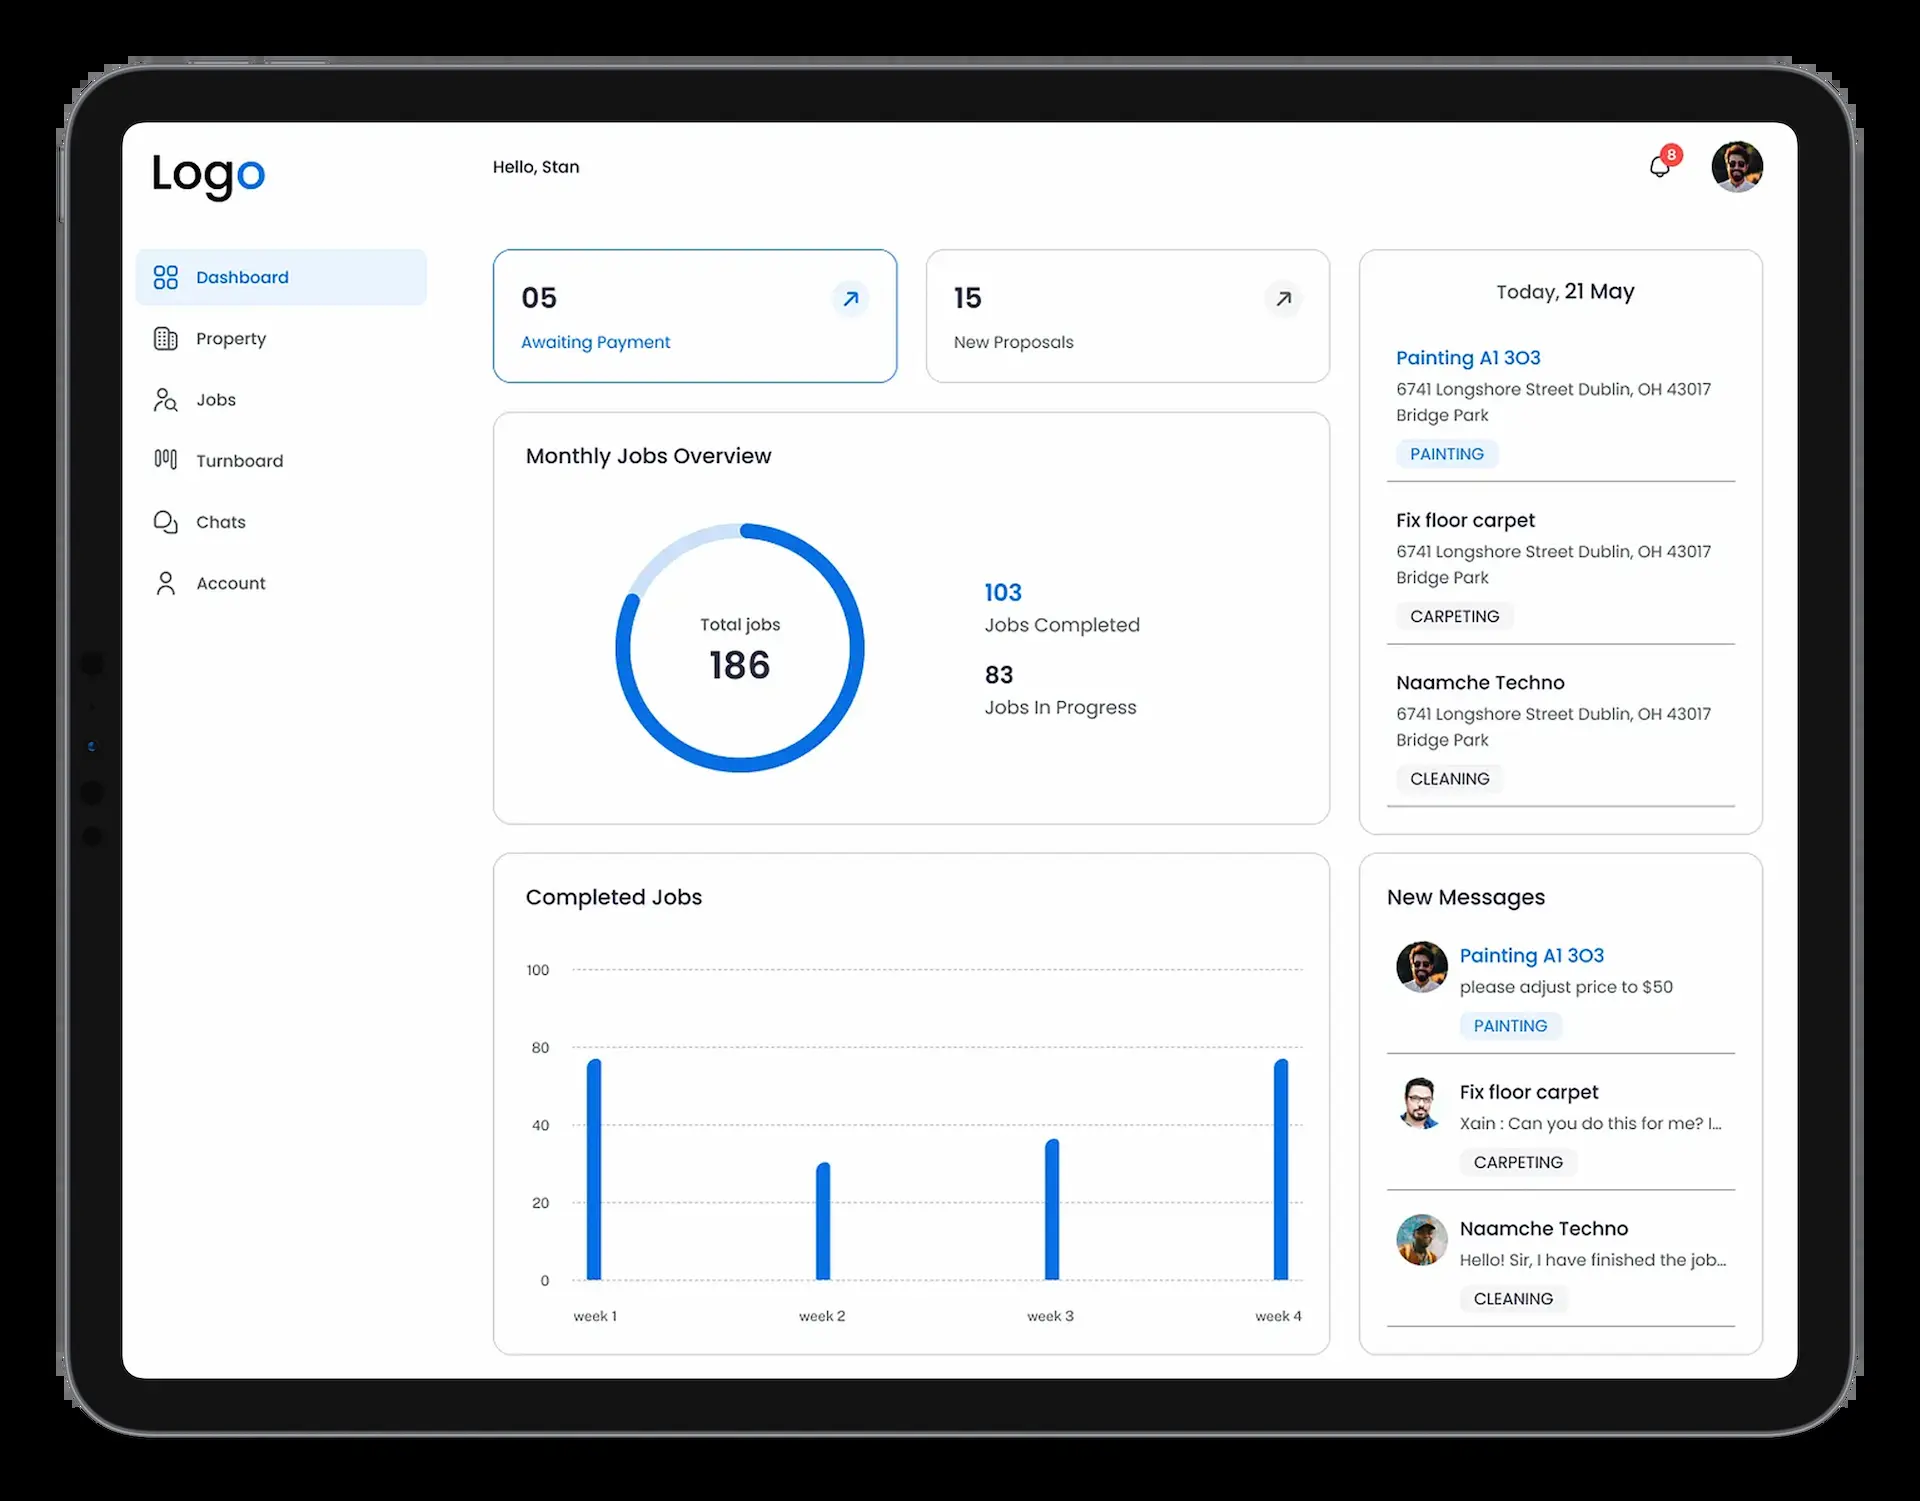 Logo
Hello, Stan
8
Dashboard
Property
Jobs
Turnboard
Chats
Account
05
Awaiting Payment
15
New Proposals
Monthly Jobs Overview
Total jobs
186
103
Jobs Completed
83
Jobs In Progress
Today, 21 May
Painting A1 3O3
6741 Longshore Street Dublin, OH 43017
Bridge Park
PAINTING
Fix floor carpet
6741 Longshore Street Dublin, OH 43017
Bridge Park
CARPETING
Naamche Techno
6741 Longshore Street Dublin, OH 43017
Bridge Park
CLEANING
Completed Jobs
100
80
40
20
0
week 1
week 2
week 3
week 4
New Messages
Painting A1 3O3
please adjust price to $50
PAINTING
Fix floor carpet
Xain : Can you do this for me? I...
CARPETING
Naamche Techno
Hello! Sir, I have finished the job...
CLEANING